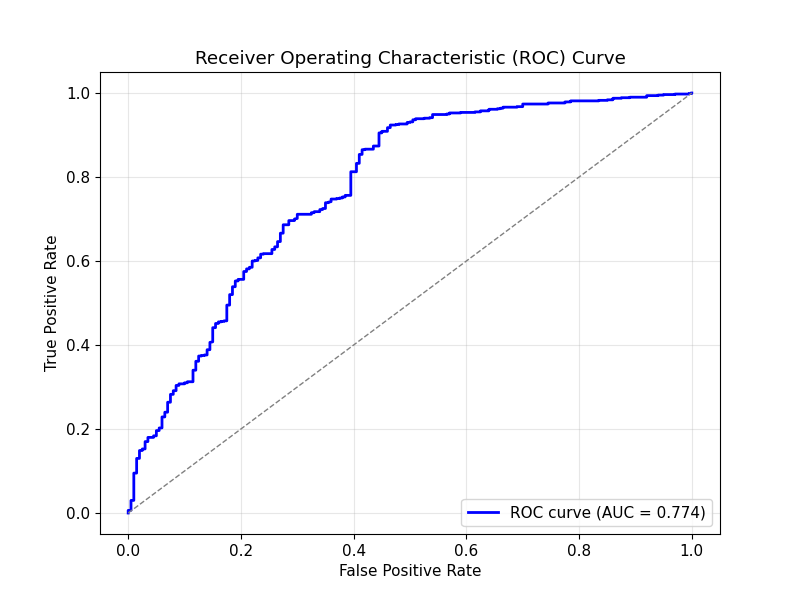 Receiver Operating Characteristic (ROC) Curve
1.0
0.8
0.6
0.4
0.2
0.0
True Positive Rate
0.0 0.2 0.4 0.6 0.8 1.0
False Positive Rate
ROC curve (AUC = 0.774)